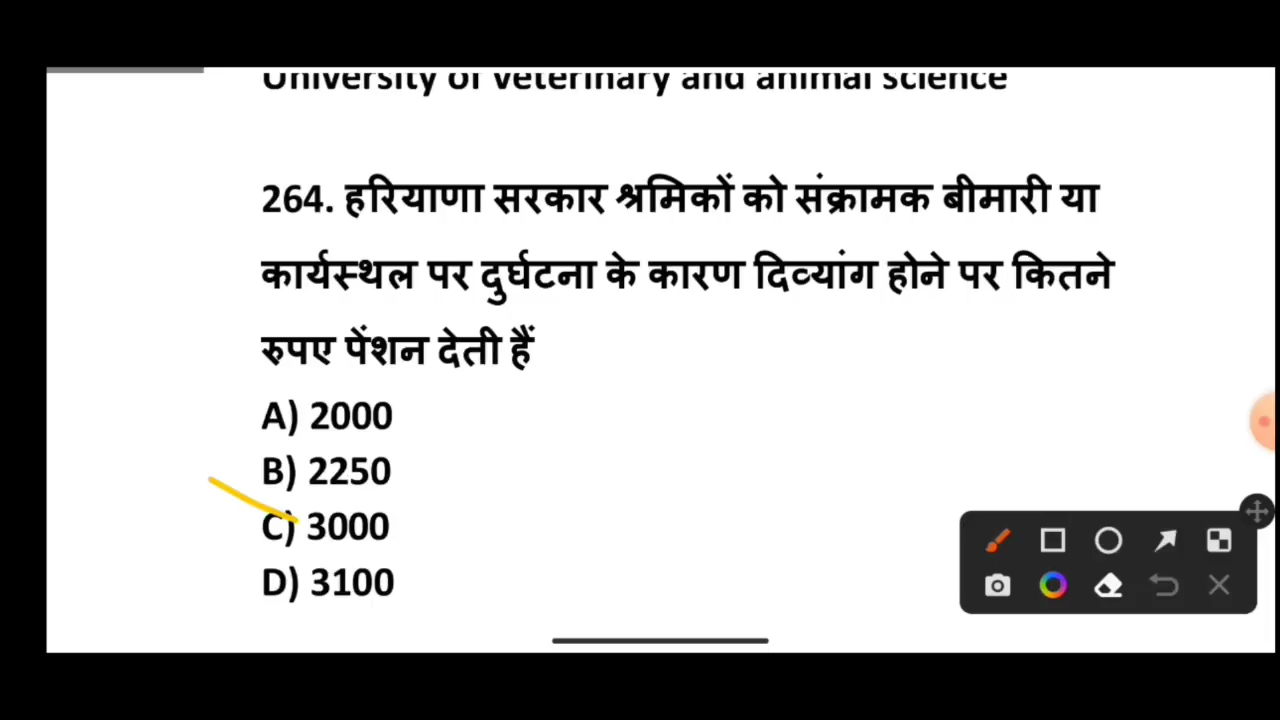 University of veterinary and animal science
264. हरियाणा सरकार श्रमिकों को संक्रामक बीमारी या
कार्यस्थल पर दुर्घटना के कारण दिव्यांग होने पर कितने
रुपए पेंशन देती हैं
A) 2000
B) 2250
C) 3000
D) 3100